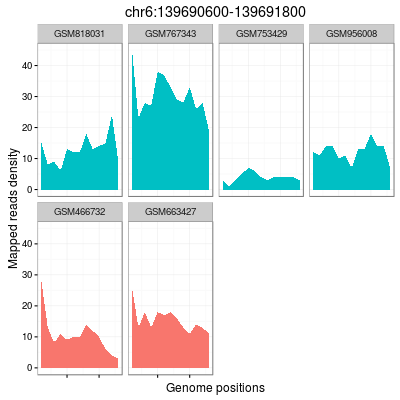 chr6:139690600-139691800
GSM818031 GSM767343 GSM753429 GSM956008
40
30
20
10
0
Mapped reads density
GSM466732 GSM663427
40
30
20
10
0
Genome positions